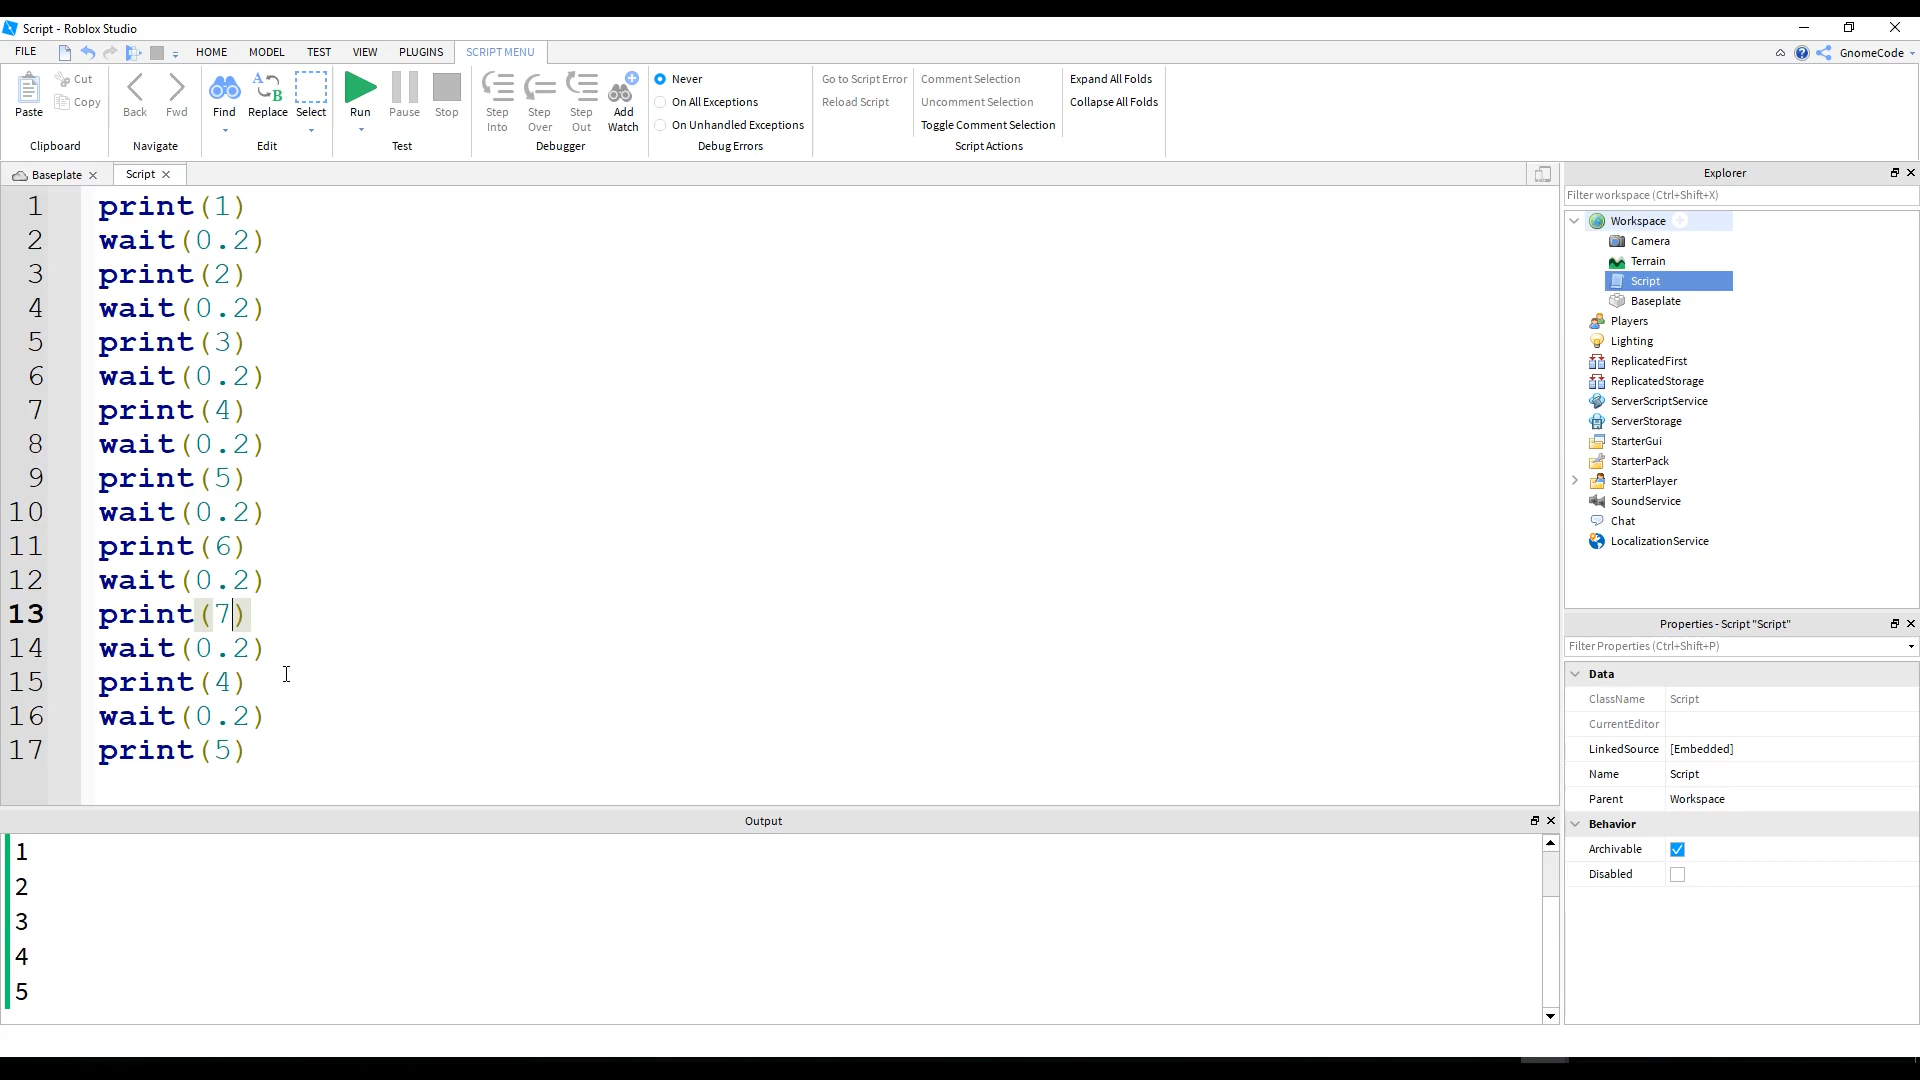 Script - Roblox Studio
FILE HOME MODEL TEST VIEW PLUGINS SCRIPT MENU GnomeCode
Paste Cut Copy Clipboard
Back Fwd Navigate
Find Replace Select Edit
Run Pause Stop Test
Step Into Step Over Step Out Add Watch Debugger
Never
On All Exceptions
On Unhandled Exceptions
Debug Errors
Go to Script Error
Reload Script
Comment Selection
Uncomment Selection
Toggle Comment Selection
Script Actions
Expand All Folds
Collapse All Folds
Baseplate Script
1 print(1)
2 wait(0.2)
3 print(2)
4 wait(0.2)
5 print(3)
6 wait(0.2)
7 print(4)
8 wait(0.2)
9 print(5)
10 wait(0.2)
11 print(6)
12 wait(0.2)
13 print(7)
14 wait(0.2)
15 print(4)
16 wait(0.2)
17 print(5)
Output
1
2
3
4
5
Explorer
Filter workspace (Ctrl+Shift+X)
Workspace
Camera
Terrain
Script
Baseplate
Players
Lighting
ReplicatedFirst
ReplicatedStorage
ServerScriptService
ServerStorage
StarterGui
StarterPack
StarterPlayer
SoundService
Chat
LocalizationService
Properties - Script "Script"
Filter Properties (Ctrl+Shift+P)
Data
ClassName Script
CurrentEditor
LinkedSource [Embedded]
Name Script
Parent Workspace
Behavior
Archivable
Disabled